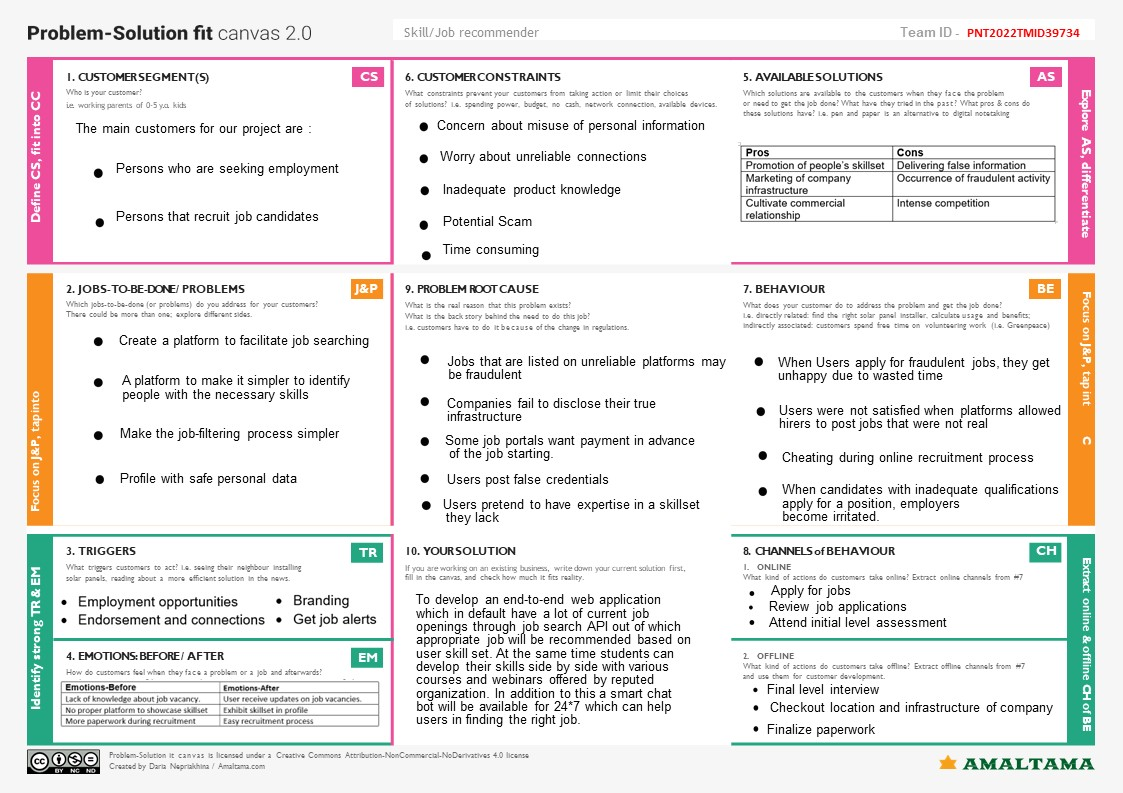 Problem-Solution fit canvas 2.0
Skill/Job recommender
Team ID - PNT2022TMID39734
Define CS, fit into CC
1. CUSTOMER SEGMENT(S)
CS
Who is your customer?
i.e. working parents of 0-5 y.o. kids
The main customers for our project are :
● Persons who are seeking employment
● Persons that recruit job candidates
6. CUSTOMER CONSTRAINTS
What constraints prevent your customers from taking action or limit their choices
of solutions? i.e. spending power, budget, no cash, network connection, available devices.
● Concern about misuse of personal information
● Worry about unreliable connections
● Inadequate product knowledge
● Potential Scam
● Time consuming
5. AVAILABLE SOLUTIONS
AS
Which solutions are available to the customers when they face the problem
or need to get the job done? What have they tried in the past? What pros & cons do
these solutions have? i.e. pen and paper is an alternative to digital notetaking
Pros Cons
Promotion of people's skillset Delivering false information
Marketing of company Occurrence of fraudulent activity
infrastructure
Cultivate commercial Intense competition
relationship
Explore AS, differentiate
Focus on J&P, tap into
2. JOBS-TO-BE-DONE/ PROBLEMS
J&P
Which jobs-to-be-done (or problems) do you address for your customers?
There could be more than one; explore different sides.
● Create a platform to facilitate job searching
● A platform to make it simpler to identify
people with the necessary skills
● Make the job-filtering process simpler
● Profile with safe personal data
9. PROBLEM ROOT CAUSE
What is the real reason that this problem exists?
What is the back story behind the need to do this job?
i.e. customers have to do it because of the change in regulations.
● Jobs that are listed on unreliable platforms may
be fraudulent
● Companies fail to disclose their true
infrastructure
● Some job portals want payment in advance
of the job starting.
● Users post false credentials
● Users pretend to have expertise in a skillset
they lack
7. BEHAVIOUR
BE
What does your customer do to address the problem and get the job done?
i.e. directly related: find the right solar panel installer, calculate usage and benefits;
indirectly associated: customers spend free time on volunteering work (i.e. Greenpeace)
● When Users apply for fraudulent jobs, they get
unhappy due to wasted time
● Users were not satisfied when platforms allowed
hirers to post jobs that were not real
● Cheating during online recruitment process
● When candidates with inadequate qualifications
apply for a position, employers
become irritated.
Focus on J&P, tap int C
Identify strong TR & EM
3. TRIGGERS
TR
What triggers customers to act? i.e. seeing their neighbour installing
solar panels, reading about a more efficient solution in the news.
• Employment opportunities • Branding
• Endorsement and connections • Get job alerts
4. EMOTIONS: BEFORE / AFTER
EM
How do customers feel when they face a problem or a job and afterwards?
Emotions-Before Emotions-After
Lack of knowledge about job vacancy. User receive updates on job vacancies.
No proper platform to showcase skillset Exhibit skillset in profile
More paperwork during recruitment Easy recruitment process
10. YOUR SOLUTION
If you are working on an existing business, write down your current solution first,
fill in the canvas, and check how much it fits reality.
To develop an end-to-end web application
which in default have a lot of current job
openings through job search API out of which
appropriate job will be recommended based on
user skill set. At the same time students can
develop their skills side by side with various
courses and webinars offered by reputed
organization. In addition to this a smart chat
bot will be available for 24*7 which can help
users in finding the right job.
8. CHANNELS of BEHAVIOUR
CH
1. ONLINE
What kind of actions do customers take online? Extract online channels from #7
• Apply for jobs
• Review job applications
• Attend initial level assessment
2. OFFLINE
What kind of actions do customers take offline? Extract offline channels from #7
and use them for customer development.
• Final level interview
• Checkout location and infrastructure of company
• Finalize paperwork
Extract online & offline CH of BE
cc BY NC ND
Problem-Solution it canvas is licensed under a Creative Commons Attribution-NonCommercial-NoDerivatives 4.0 license
Created by Daria Nepriakhina / Amaltama.com
AMALTAMA